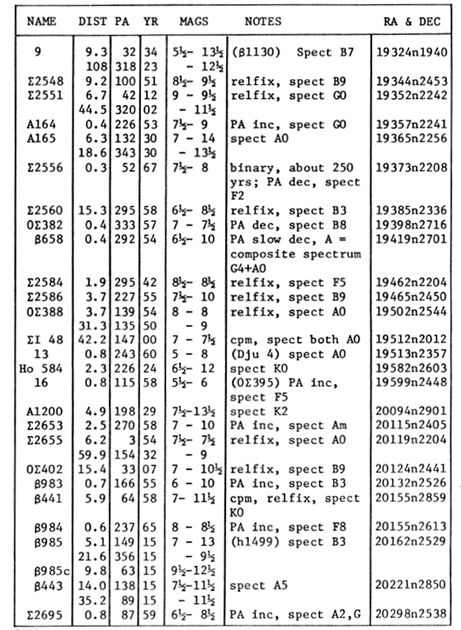 NAME DIST PA YR MAGS NOTES RA & DEC
9 9.3 32 34 5½- 13½ (β1130) Spect B7 19324n1940
108 318 23 - 12½
Σ2548 9.2 100 51 8½- 9½ relfix, spect B9 19344n2453
Σ2551 6.7 42 12 9 - 9½ relfix, spect G0 19352n2242
44.5 320 02 - 11½
A164 0.4 226 53 7½- 9 PA inc, spect G0 19357n2241
A165 6.3 132 30 7 - 14 spect A0 19365n2256
18.6 343 30 - 13½
Σ2556 0.3 52 67 7½- 8 binary, about 250 19373n2208
yrs; PA dec, spect
F2
Σ2560 15.3 295 58 6½- 8½ relfix, spect B3 19385n2336
OΣ382 0.4 333 57 7 - 7½ PA dec, spect B8 19398n2716
β658 0.4 292 54 6½- 10 PA slow dec, A = 19419n2701
composite spectrum
G4+A0
Σ2584 1.9 295 42 8½- 8½ relfix, spect F5 19462n2204
Σ2586 3.7 227 55 7½- 10 relfix, spect B9 19465n2450
OΣ388 3.7 139 54 8 - 8 relfix, spect A0 19502n2544
31.3 135 50 - 9
ΣI 48 42.2 147 00 7 - 7½ cpm, spect both A0 19512n2012
13 0.8 243 60 5 - 8 (Dju 4) spect A0 19513n2357
Ho 584 2.3 226 24 6½- 12 spect K0 19582n2603
16 0.8 115 58 5½- 6 (OΣ395) PA inc, 19599n2448
spect F5
A1200 4.9 198 29 7½-13½ spect K2 20094n2901
Σ2653 2.5 270 58 7 - 10 PA inc, spect Am 20115n2405
Σ2655 6.2 3 54 7½- 7½ relfix, spect A0 20119n2204
59.9 154 32 - 9
OΣ402 15.4 33 07 7 - 10½ relfix, spect B9 20124n2441
β983 0.7 166 55 6 - 10 PA inc, spect B3 20132n2526
β441 5.9 64 58 7- 11½ cpm, relfix, spect 20155n2859
K0
β984 0.6 237 65 8 - 8½ PA inc, spect F8 20155n2613
β985 5.1 149 15 7 - 13 (h1499) spect B3 20162n2529
21.6 356 15 - 9½
β985c 9.8 63 15 9½-12½
β443 14.0 138 15 7½-11½ spect A5 20221n2850
35.2 89 15 - 11½
Σ2695 0.8 87 59 6½- 8½ PA inc, spect A2,G 20298n2538